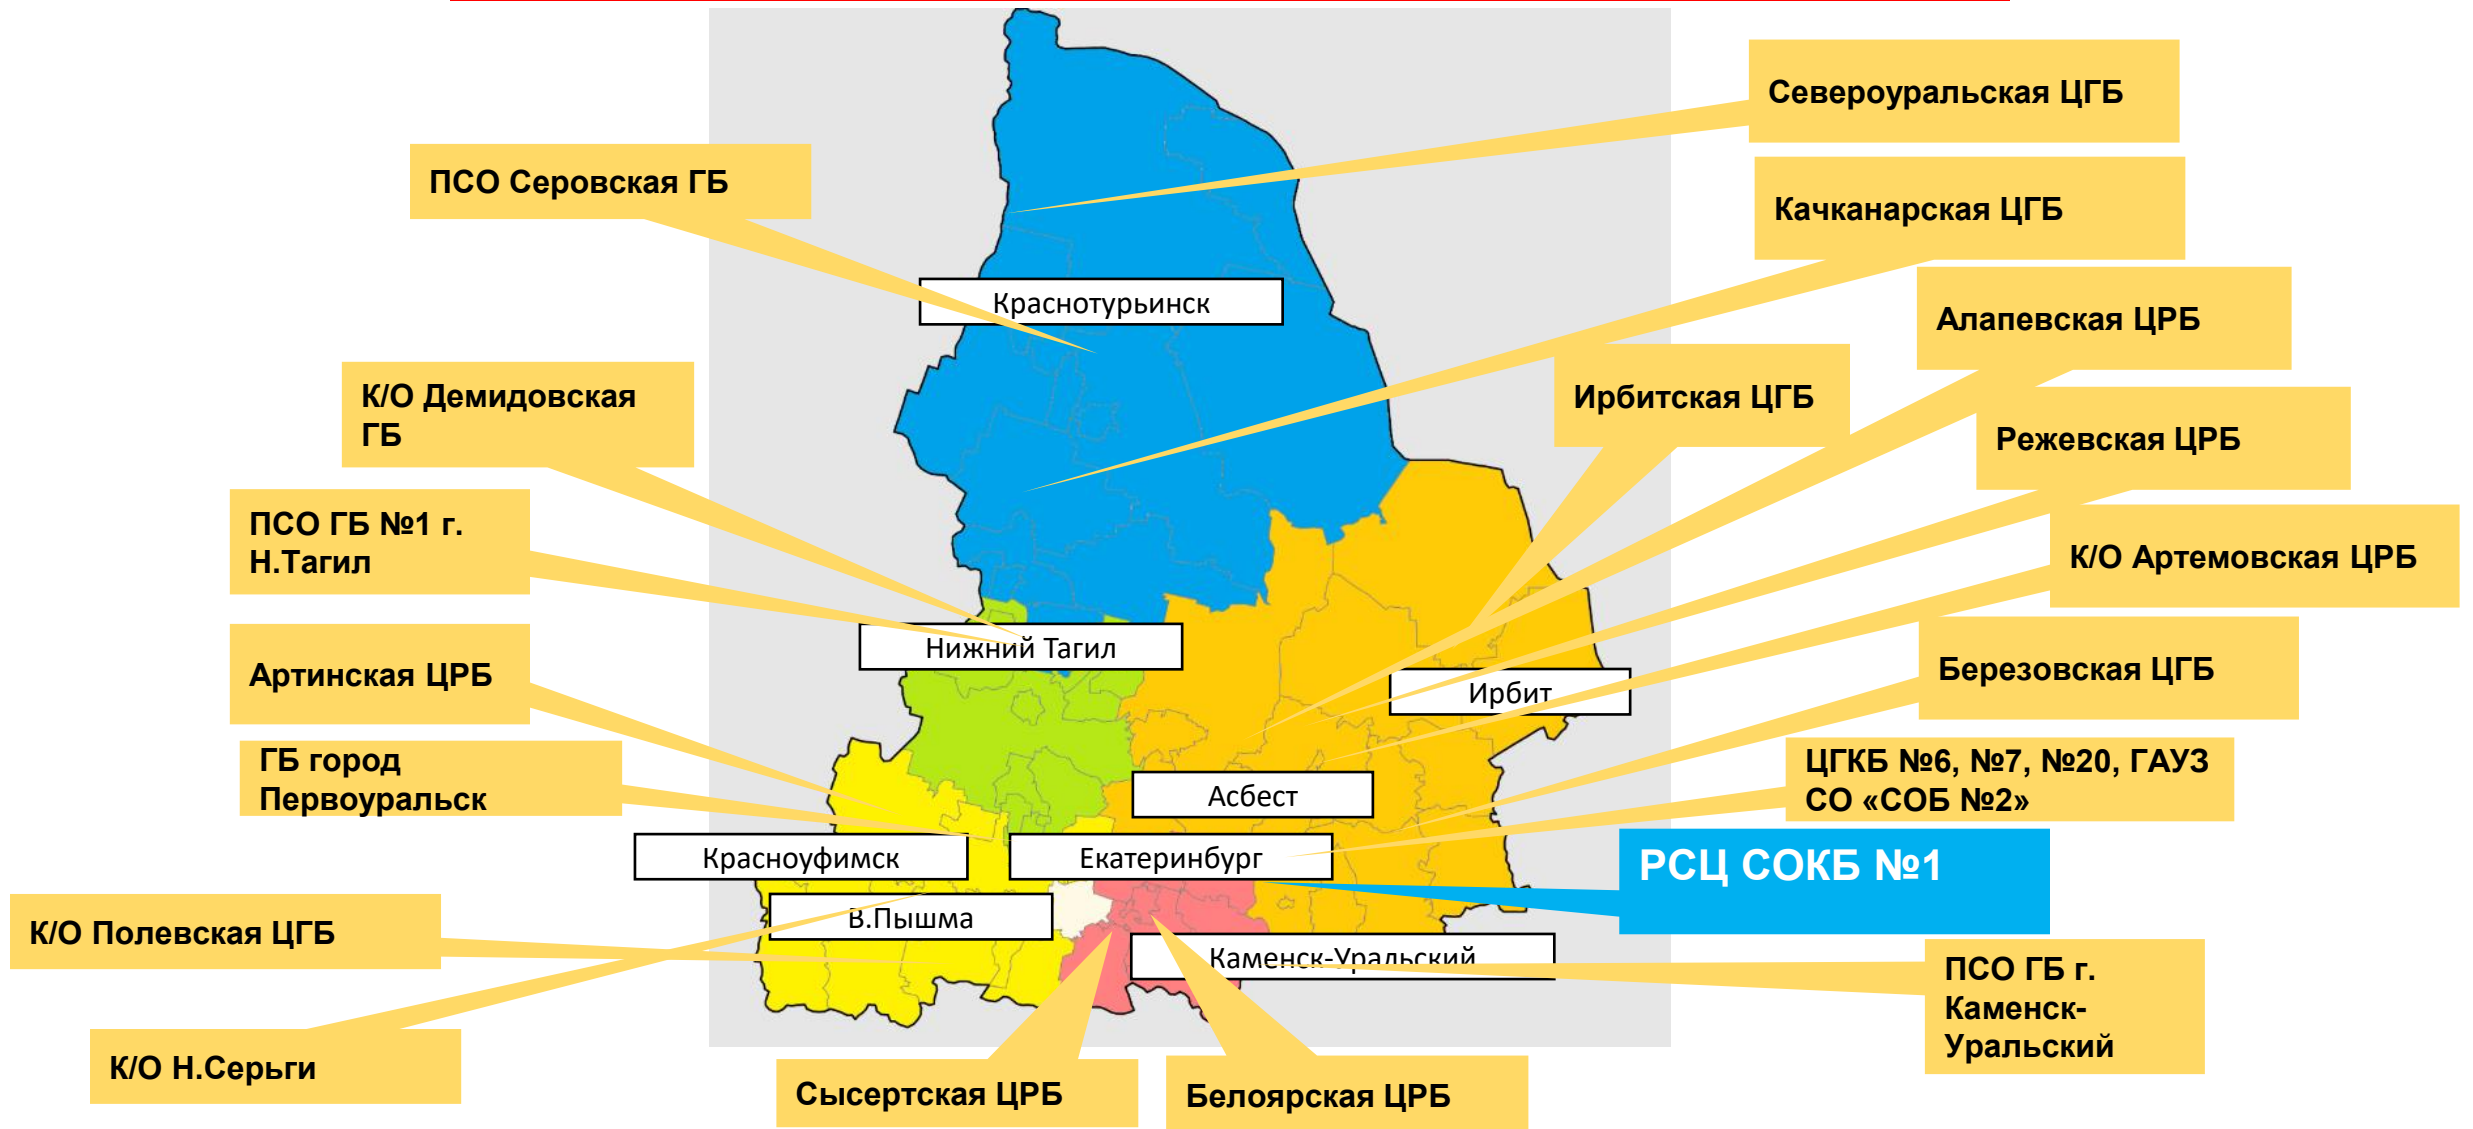 Североуральская ЦГБ
ПСО Серовская ГБ
Качканарская ЦГБ
Краснотурьинск
Алапевская ЦРБ
К/О Демидовская
ГБ
Ирбитская ЦГБ
Режевская ЦРБ
ПСО ГБ №1 г.
Н.Тагил
К/О Артемовская ЦРБ
Нижний Тагил
Артинская ЦРБ
Ирбит
Березовская ЦГБ
ГБ город
Первоуральск
Асбест
ЦГКБ №6, №7, №20, ГАУЗ
СО «СОБ №2»
Красноуфимск
Екатеринбург
РСЦ СОКБ №1
В.Пышма
К/О Полевская ЦГБ
Каменск-Уральский
ПСО ГБ г.
Каменск-
Уральский
К/О Н.Серьги
Сысертская ЦРБ
Белоярская ЦРБ